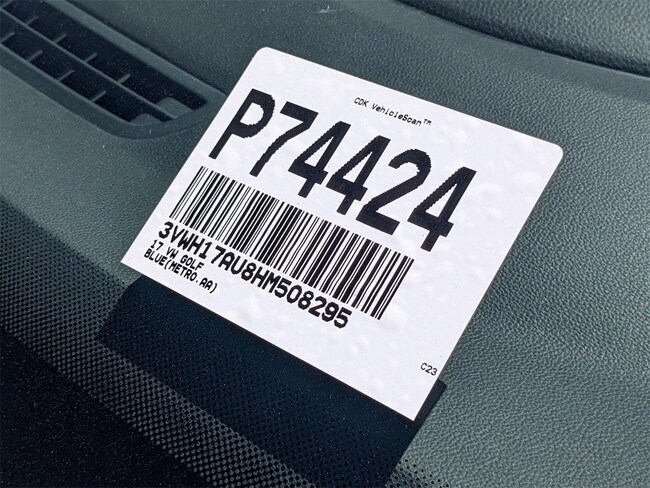 CDK VehicleScan™
P74424
3VWH17AU8HM508295
17 VW GOLF
BLUE(METRO.AA)
C23